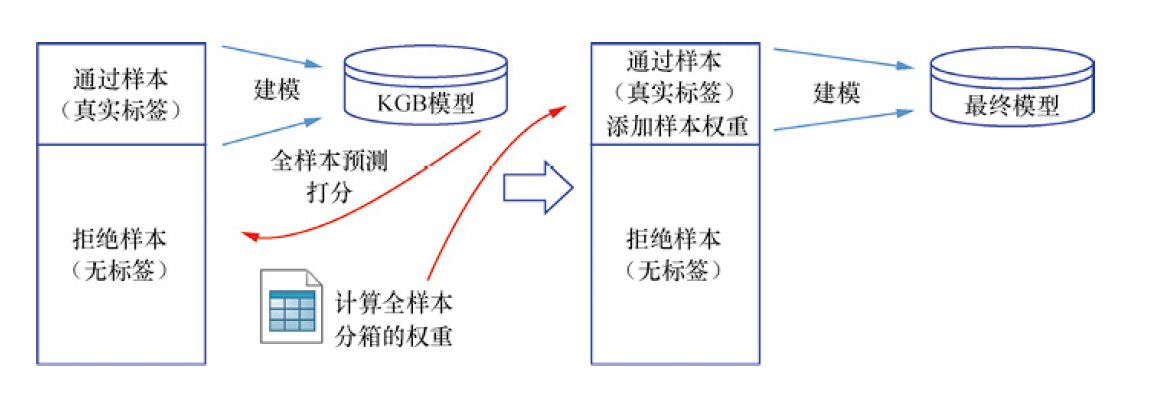 通过样本
（真实标签）
建模
KGB模型
全样本预测
打分
拒绝样本
（无标签）
计算全样本
分箱的权重
通过样本
（真实标签）
添加样本权重
建模
最终模型
拒绝样本
（无标签）